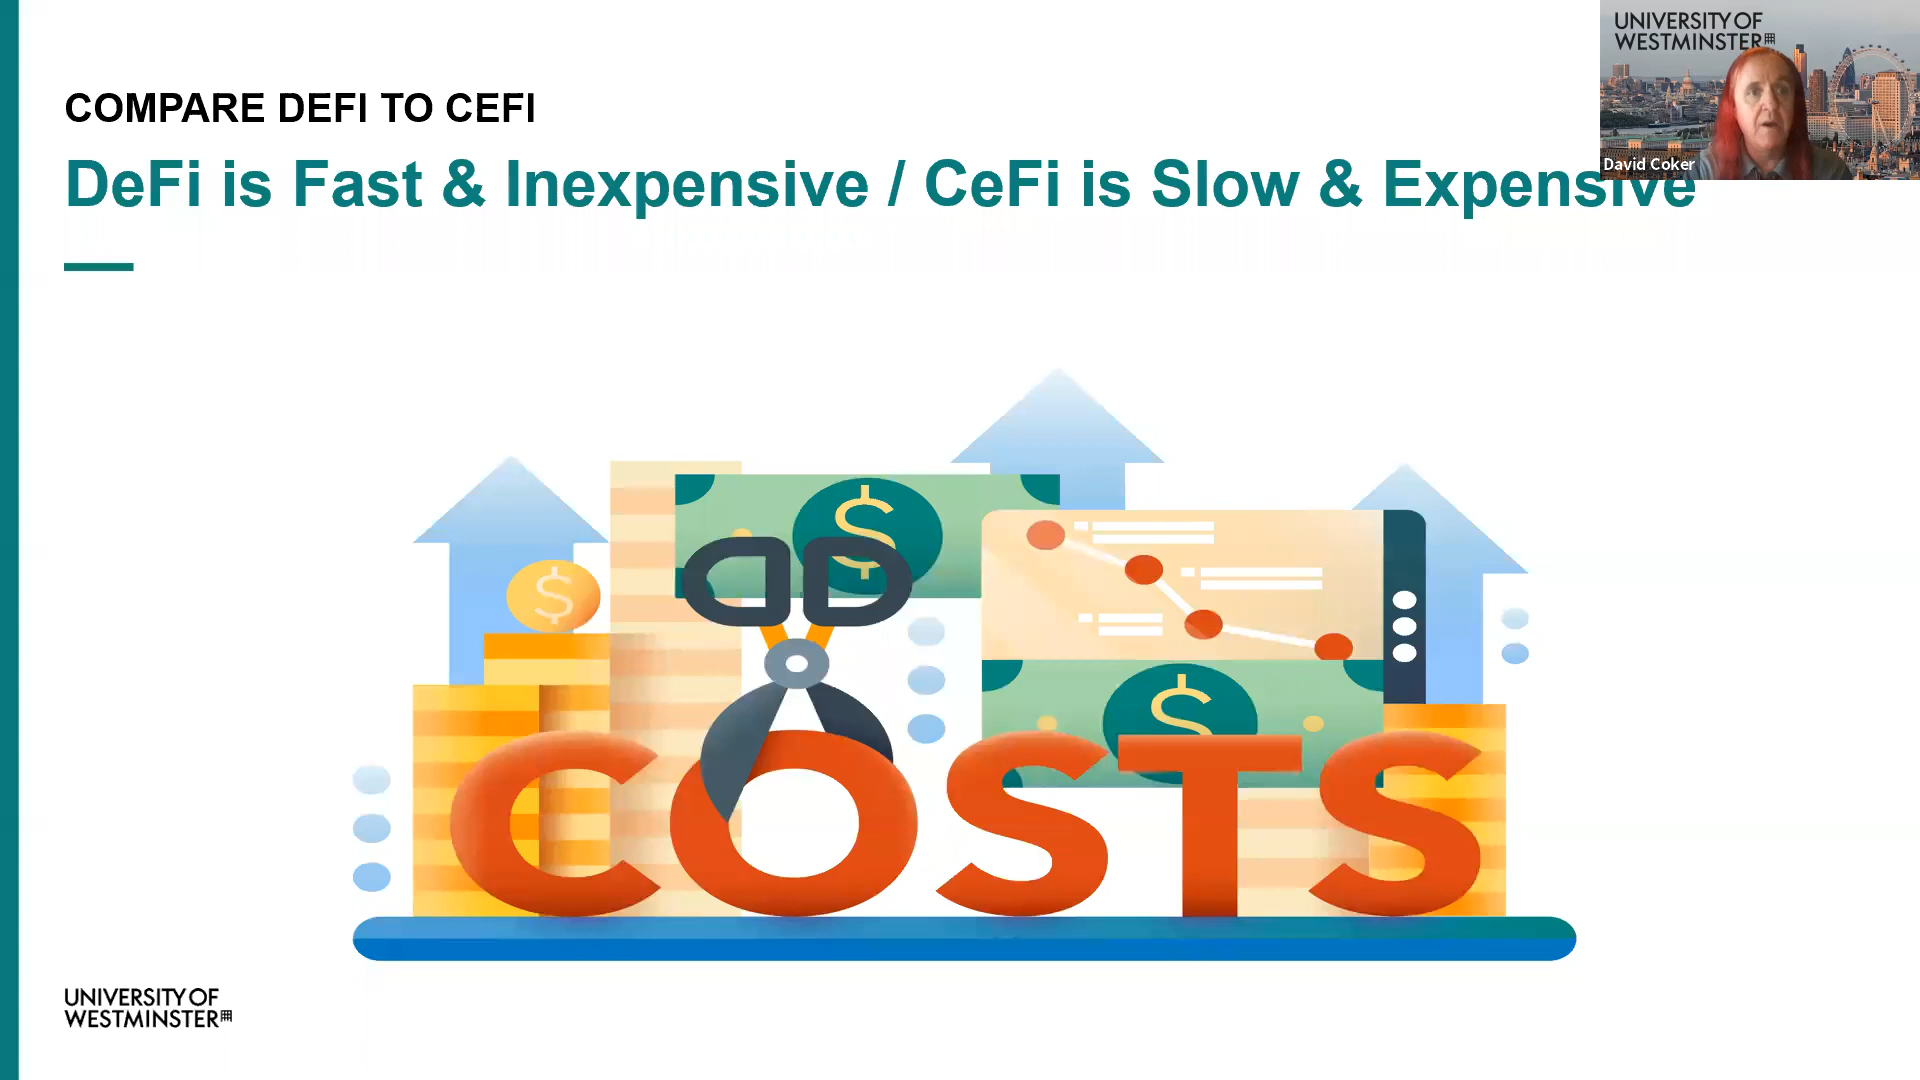 COMPARE DEFI TO CEFI
DeFi is Fast & Inexpensive / CeFi is Slow & Expensive
UNIVERSITY OF
WESTMINSTER
David Coker
$
$
$
COSTS
UNIVERSITY OF
WESTMINSTER